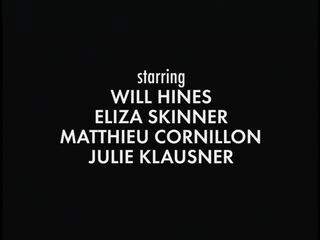 starring
WILL HINES
ELIZA SKINNER
MATTHIEU CORNILLON
JULIE KLAUSNER